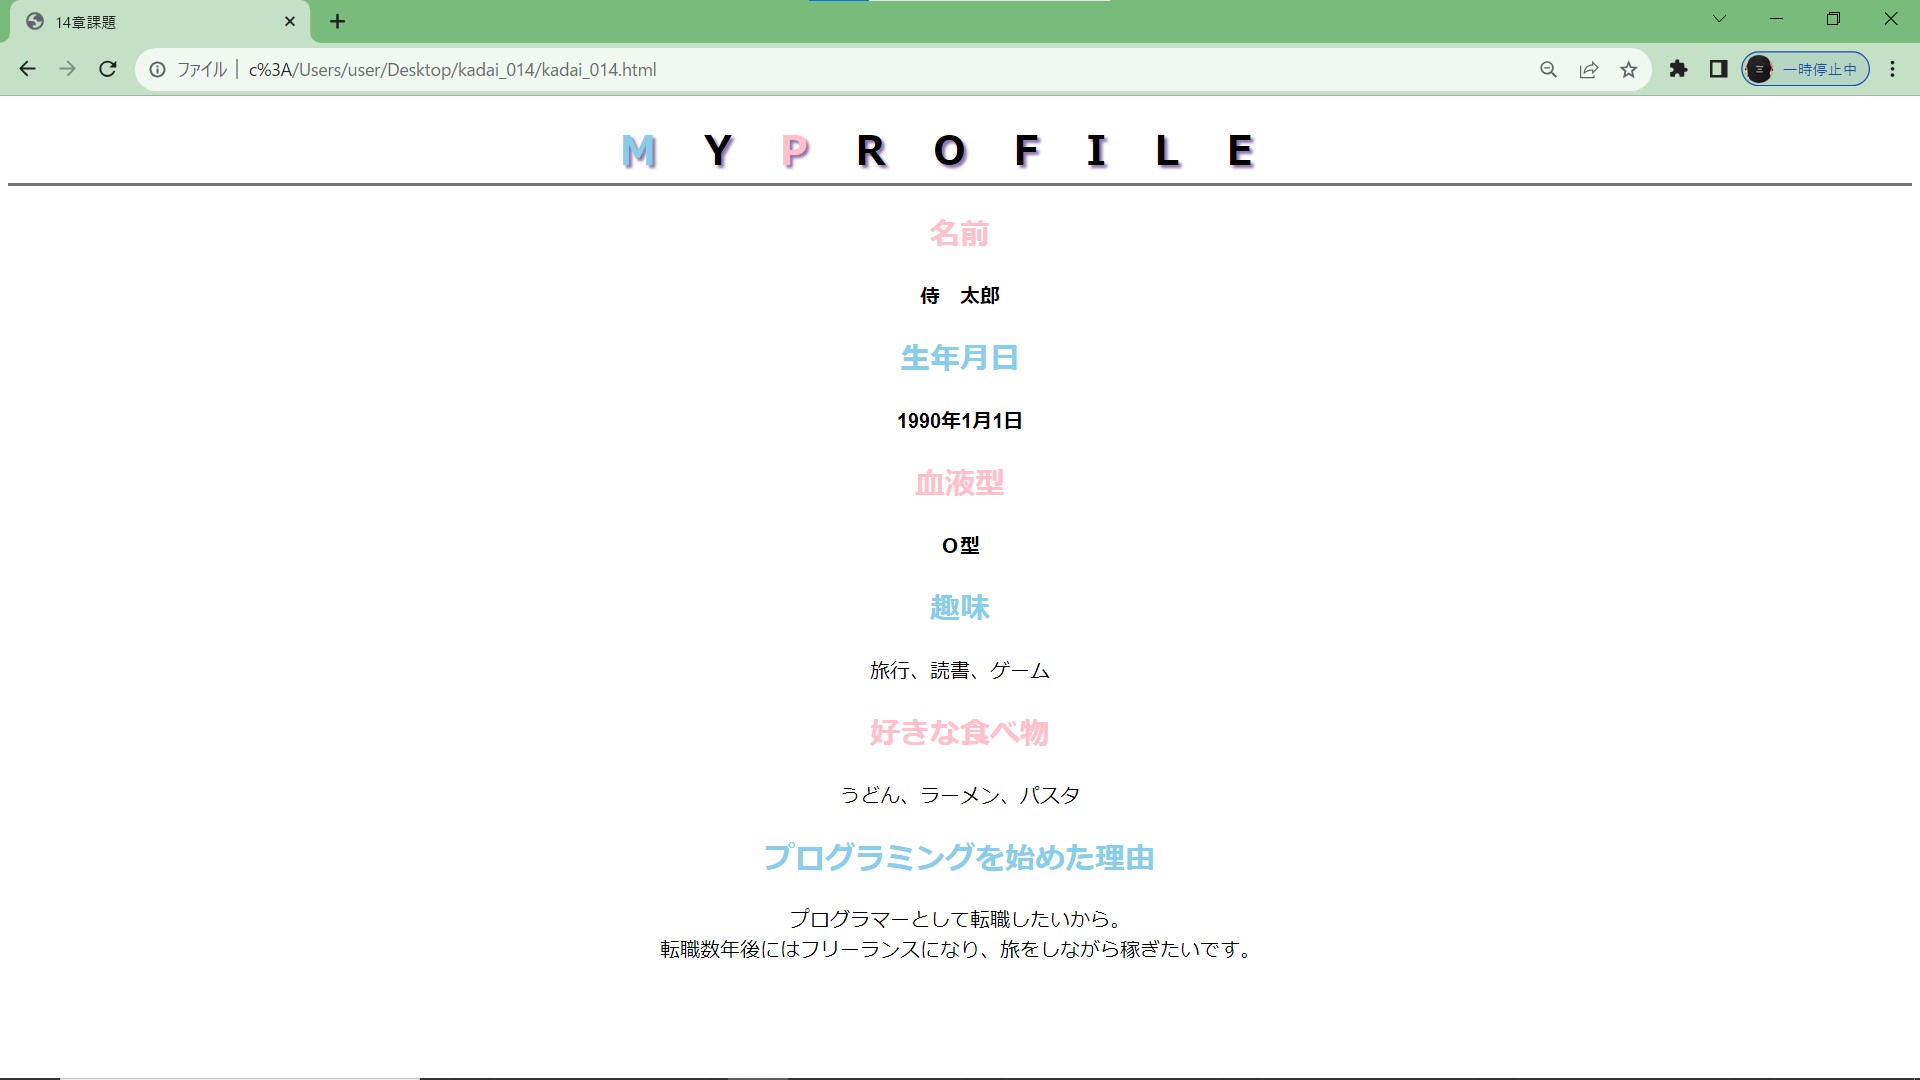 14章課題
ファイル | c%3A/Users/user/Desktop/kadai_014/kadai_014.html
一時停止中
M Y P R O F I L E
名前
侍　太郎
生年月日
1990年1月1日
血液型
O型
趣味
旅行、読書、ゲーム
好きな食べ物
うどん、ラーメン、パスタ
プログラミングを始めた理由
プログラマーとして転職したいから。
転職数年後にはフリーランスになり、旅をしながら稼ぎたいです。